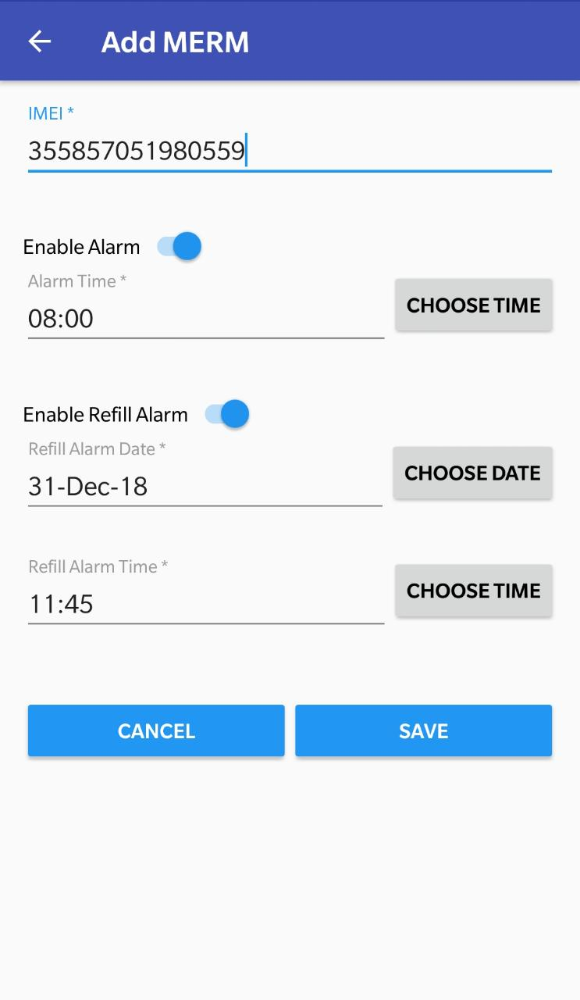 Add MERM
IMEI *
355857051980559
Enable Alarm
Alarm Time *
08:00
CHOOSE TIME
Enable Refill Alarm
Refill Alarm Date *
31-Dec-18
CHOOSE DATE
Refill Alarm Time *
11:45
CHOOSE TIME
CANCEL
SAVE